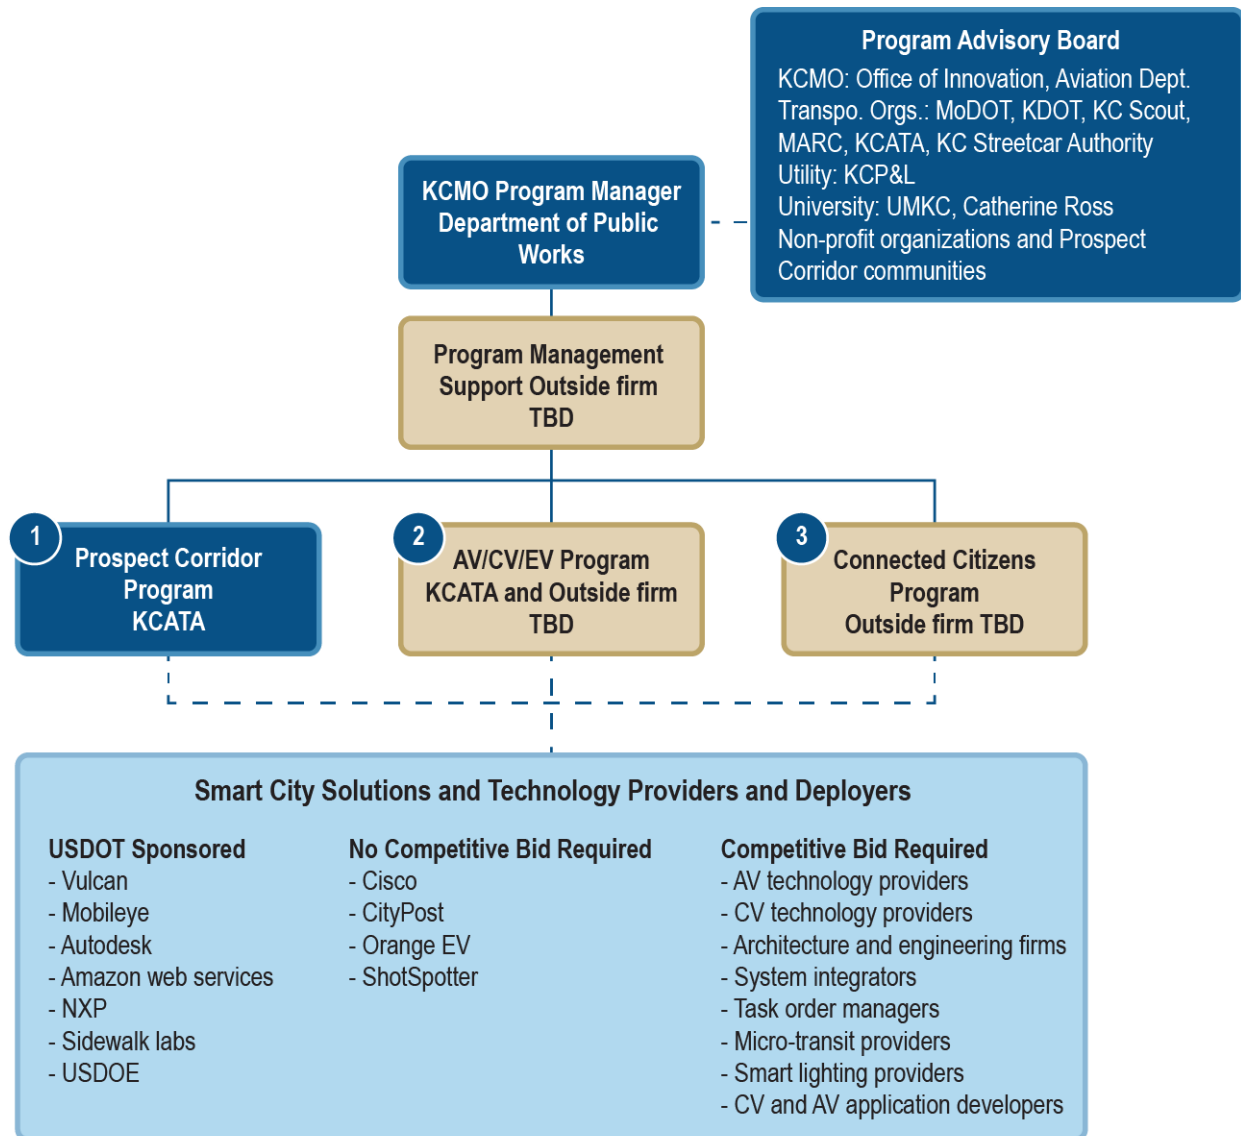 Program Advisory Board
KCMO: Office of Innovation, Aviation Dept.
Transpo. Orgs.: MoDOT, KDOT, KC Scout,
MARC, KCATA, KC Streetcar Authority
Utility: KCP&L
University: UMKC, Catherine Ross
Non-profit organizations and Prospect
Corridor communities
KCMO Program Manager
Department of Public
Works
Program Management
Support Outside firm
TBD
1
Prospect Corridor
Program
KCATA
2
AV/CV/EV Program
KCATA and Outside firm
TBD
3
Connected Citizens
Program
Outside firm TBD
Smart City Solutions and Technology Providers and Deployers
USDOT Sponsored
- Vulcan
- Mobileye
- Autodesk
- Amazon web services
- NXP
- Sidewalk labs
- USDOE
No Competitive Bid Required
- Cisco
- CityPost
- Orange EV
- ShotSpotter
Competitive Bid Required
- AV technology providers
- CV technology providers
- Architecture and engineering firms
- System integrators
- Task order managers
- Micro-transit providers
- Smart lighting providers
- CV and AV application developers